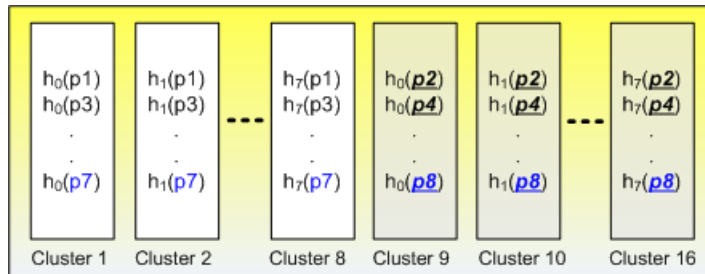 h₀(p1) h₁(p1) h₇(p1) h₀(p2) h₁(p2) h₇(p2)
h₀(p3) h₁(p3) h₇(p3) h₀(p4) h₁(p4) h₇(p4)
. . . . . .
. . . . . .
h₀(p7) h₁(p7) h₇(p7) h₀(p8) h₁(p8) h₇(p8)
Cluster 1 Cluster 2 Cluster 8 Cluster 9 Cluster 10 Cluster 16